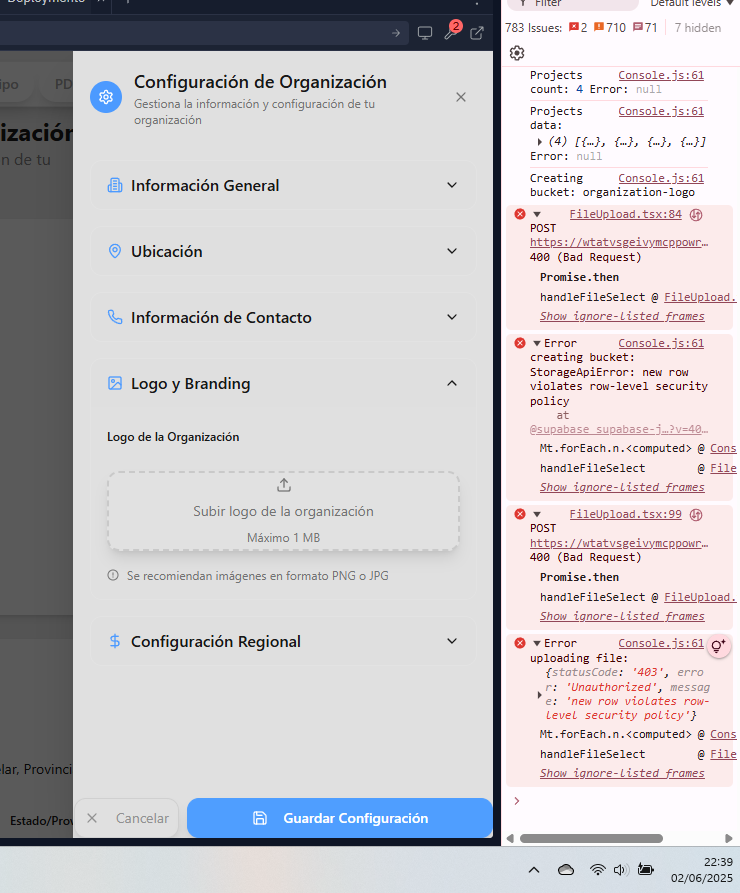 Deployments
Filter
Default levels ▼
2
783 Issues: 2 710 71 7 hidden
ipo
PD
ización
n de tu
Configuración de Organización
Gestiona la información y configuración de tu
organización
Información General
Ubicación
Información de Contacto
Logo y Branding
Logo de la Organización
Subir logo de la organización
Máximo 1 MB
Se recomiendan imágenes en formato PNG o JPG
Configuración Regional
elar, Provinci
Estado/Prov
Cancelar
Guardar Configuración
Projects Console.js:61
count: 4 Error: null
Projects Console.js:61
data:
(4) [{…}, {…}, {…}, {…}]
Error: null
Creating Console.js:61
bucket: organization-logo
FileUpload.tsx:84
POST
https://wtatvsgeivymcppowr…
400 (Bad Request)
Promise.then
handleFileSelect @ FileUpload.
Show ignore-listed frames
Error Console.js:61
creating bucket:
StorageApiError: new row
violates row-level security
policy
at
@supabase_supabase-j…?v=40…
Mt.forEach.n.<computed> @ Cons
handleFileSelect @ File
Show ignore-listed frames
FileUpload.tsx:99
POST
https://wtatvsgeivymcppowr…
400 (Bad Request)
Promise.then
handleFileSelect @ FileUpload.
Show ignore-listed frames
Error Console.js:61
uploading file:
{statusCode: '403', erro
r: 'Unauthorized', messag
e: 'new row violates row-
level security policy'}
Mt.forEach.n.<computed> @ Cons
handleFileSelect @ File
Show ignore-listed frames
22:39
02/06/2025